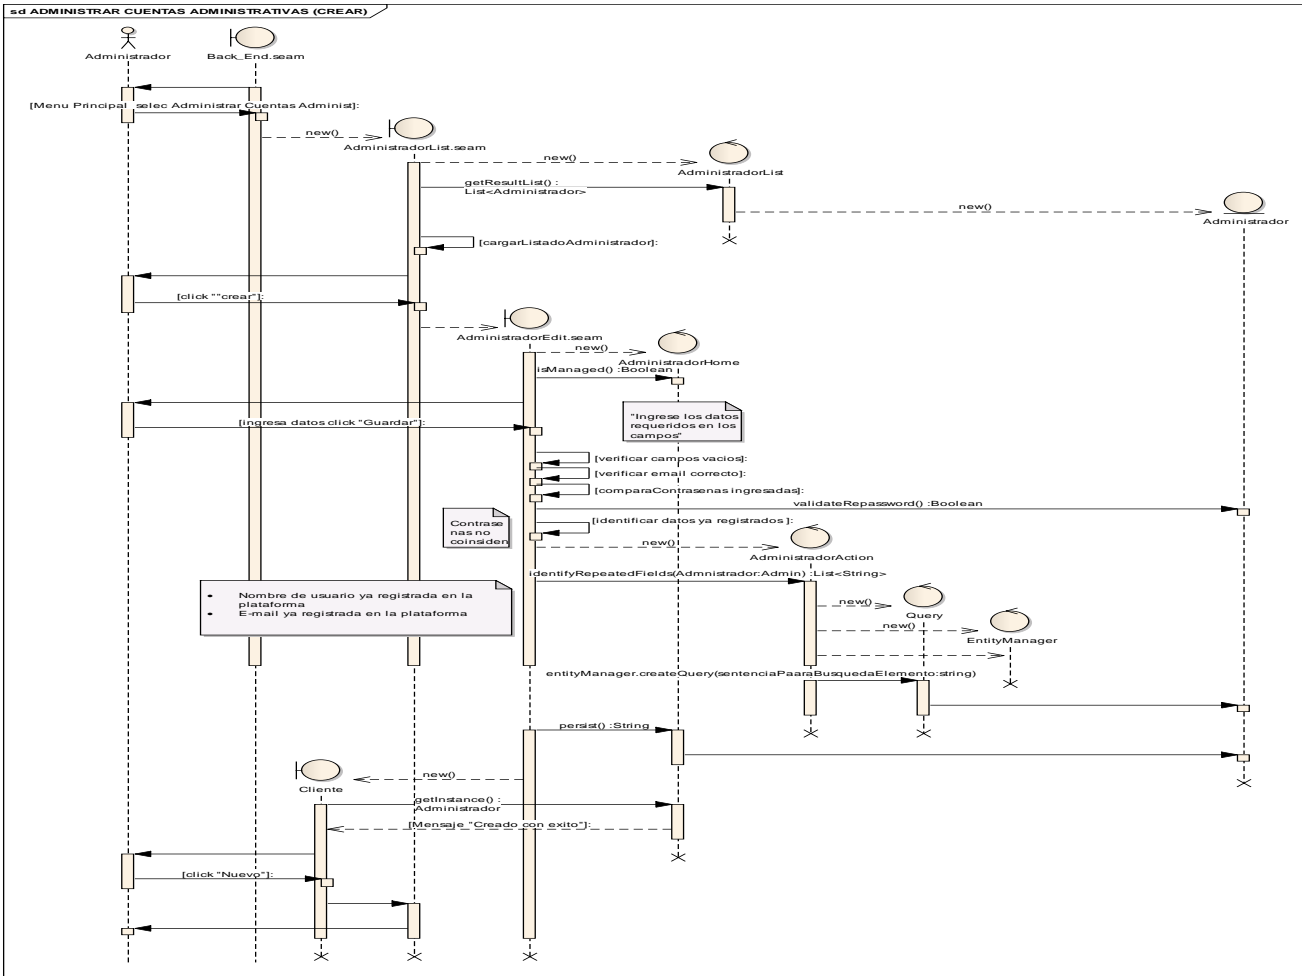 sd ADMINISTRAR CUENTAS ADMINISTRATIVAS (CREAR)
Administrador
Back_End.seam
[Menu Principal selec Administrar Cuentas Administ]:
new()
AdministradorList.seam
new()
AdministradorList
getResultList() :
List<Administrador>
new()
Administrador
[cargarListadoAdministrador]:
[click ""crear"]:
AdministradorEdit.seam
new()
AdministradorHome
isManaged() :Boolean
"Ingrese los datos
requeridos en los
campos"
[ingresa datos click "Guardar"]:
[verificar campos vacios]:
[verificar email correcto]:
[comparaContrasenas ingresadas]:
validateRepassword() :Boolean
Contrase
nas no
coinsiden
[identificar datos ya registrados ]:
new()
AdministradorAction
identifyRepeatedFields(Admnistrador:Admin) :List<String>
• Nombre de usuario ya registrada en la
plataforma
• E-mail ya registrada en la plataforma
new()
Query
new()
EntityManager
entityManager.createQuery(sentenciaPaaraBusquedaElemento:string)
persist() :String
new()
Cliente
getInstance() :
Administrador
[Mensaje "Creado con exito"]:
[click "Nuevo"]: